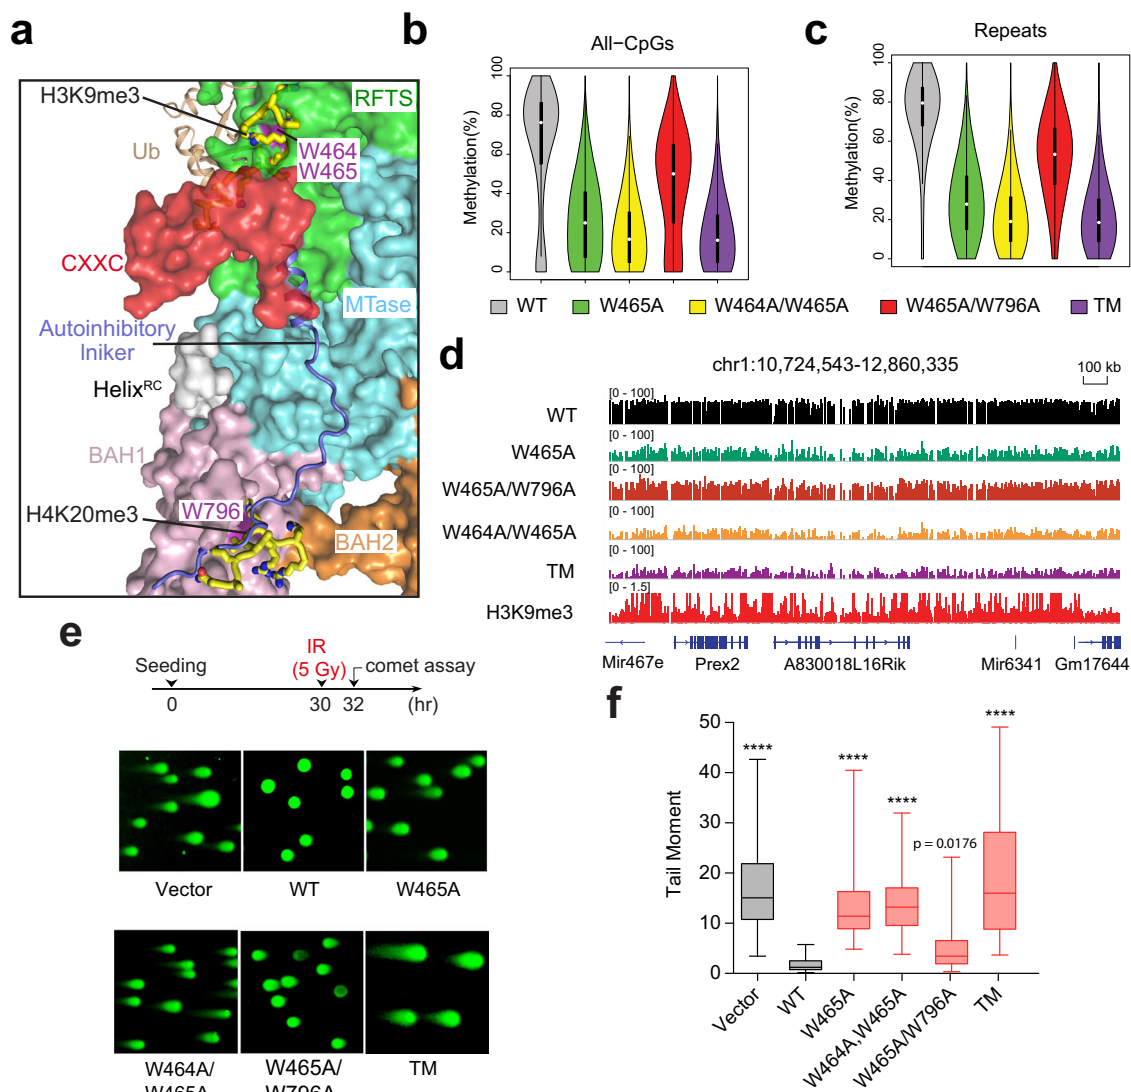 a
H3K9me3
RFTS
Ub
W464
W465
CXXC
MTase
Autoinhibitory
liniker
Helix^RC
BAH1
W796
H4K20me3
BAH2
b
All−CpGs
Methylation(%)
100
80
60
40
20
0
c
Repeats
Methylation(%)
100
80
60
40
20
0
WT W465A W464A/W465A W465A/W796A TM
d
chr1:10,724,543-12,860,335
100 kb
[0 - 100]
WT
[0 - 100]
W465A
[0 - 100]
W465A/W796A
[0 - 100]
W464A/W465A
[0 - 100]
TM
[0 - 1.5]
H3K9me3
Mir467e Prex2 A830018L16Rik Mir6341 Gm17644
e
IR
Seeding (5 Gy) comet assay
0 30 32 (hr)
Vector WT W465A
W464A/ W465A/ TM
W465A W796A
f
Tail Moment
50
40
30
20
10
0
**** **** **** p = 0.0176 ****
Vector
WT
W465A
W464A,W465A
W465A/W796A
TM